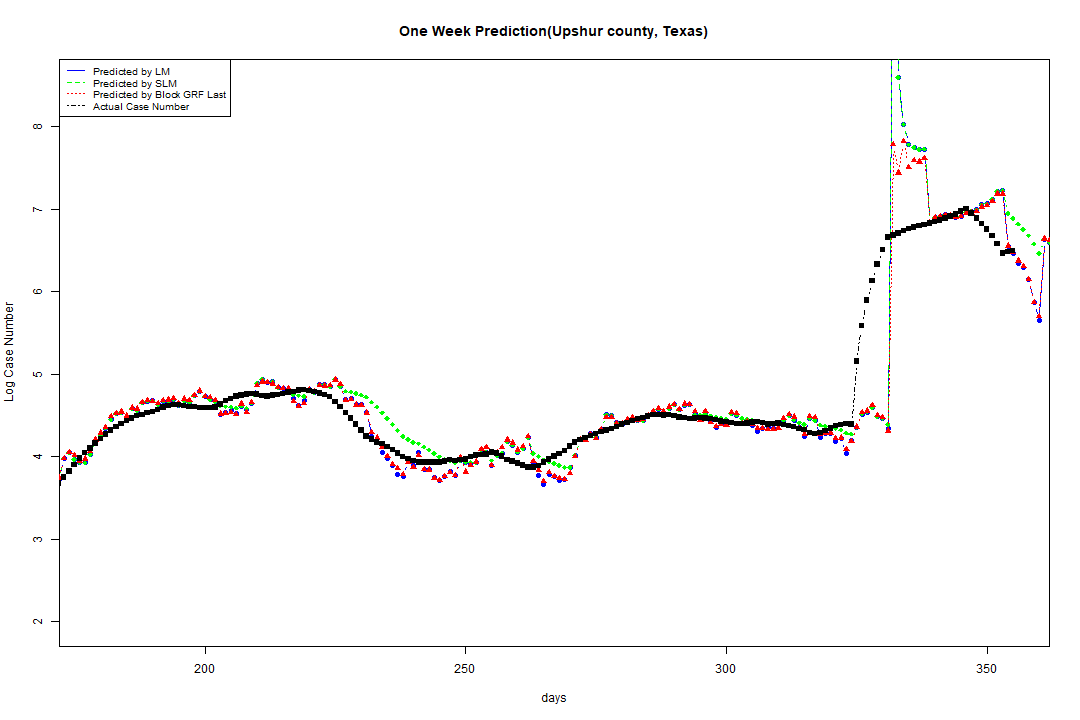 One Week Prediction(Upshur county, Texas)
Predicted by LM
Predicted by SLM
Predicted by Block GRF Last
Actual Case Number
8
7
6
5
4
3
2
Log Case Number
200 250 300 350
days